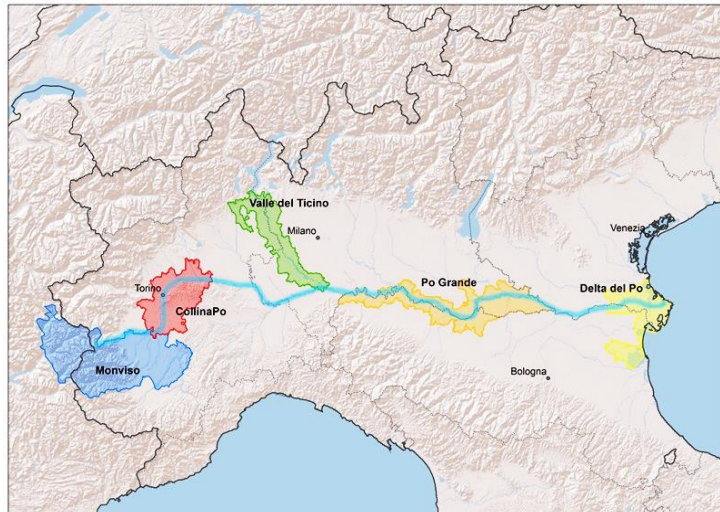 Valle del Ticino
Milano
Venezia
Po Grande
Delta del Po
Torino
CollinaPo
Monviso
Bologna